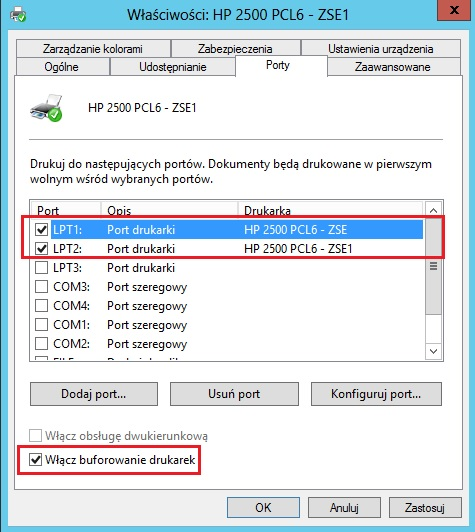 Właściwości: HP 2500 PCL6 - ZSE1
x
Zarządzanie kolorami Zabezpieczenia Ustawienia urządzenia
Ogólne Udostępnianie Porty Zaawansowane
HP 2500 PCL6 - ZSE1
Drukuj do następujących portów. Dokumenty będą drukowane w pierwszym
wolnym wśród wybranych portów.
Port Opis Drukarka
LPT1: Port drukarki HP 2500 PCL6 - ZSE
LPT2: Port drukarki HP 2500 PCL6 - ZSE1
LPT3: Port drukarki
COM3: Port szeregowy
COM4: Port szeregowy
COM1: Port szeregowy
COM2: Port szeregowy
Dodaj port... Usuń port Konfiguruj port...
Włącz obsługę dwukierunkową
Włącz buforowanie drukarek
OK Anuluj Zastosuj